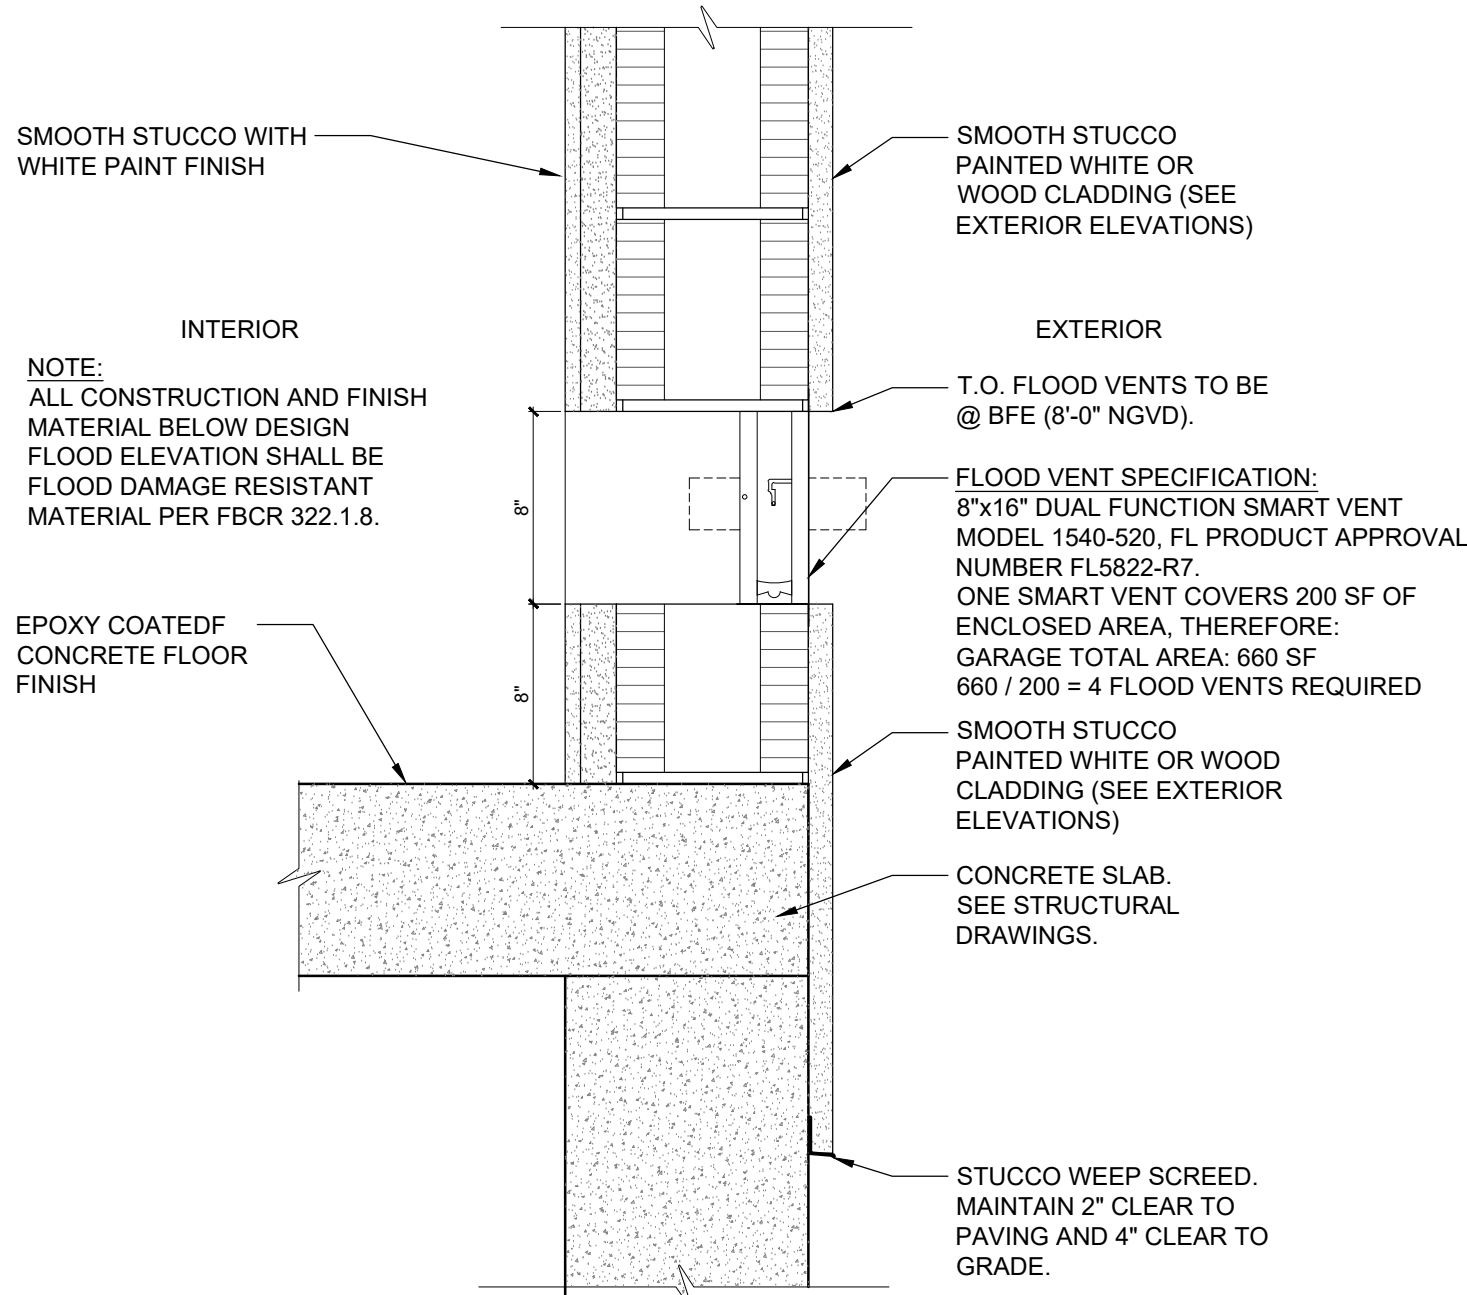 SMOOTH STUCCO WITH
WHITE PAINT FINISH
INTERIOR
NOTE:
ALL CONSTRUCTION AND FINISH
MATERIAL BELOW DESIGN
FLOOD ELEVATION SHALL BE
FLOOD DAMAGE RESISTANT
MATERIAL PER FBCR 322.1.8.
EPOXY COATEDF
CONCRETE FLOOR
FINISH
8"
8"
SMOOTH STUCCO
PAINTED WHITE OR
WOOD CLADDING (SEE
EXTERIOR ELEVATIONS)
EXTERIOR
T.O. FLOOD VENTS TO BE
@ BFE (8'-0" NGVD).
FLOOD VENT SPECIFICATION:
8"x16" DUAL FUNCTION SMART VENT
MODEL 1540-520, FL PRODUCT APPROVAL
NUMBER FL5822-R7.
ONE SMART VENT COVERS 200 SF OF
ENCLOSED AREA, THEREFORE:
GARAGE TOTAL AREA: 660 SF
660 / 200 = 4 FLOOD VENTS REQUIRED
SMOOTH STUCCO
PAINTED WHITE OR WOOD
CLADDING (SEE EXTERIOR
ELEVATIONS)
CONCRETE SLAB.
SEE STRUCTURAL
DRAWINGS.
STUCCO WEEP SCREED.
MAINTAIN 2" CLEAR TO
PAVING AND 4" CLEAR TO
GRADE.